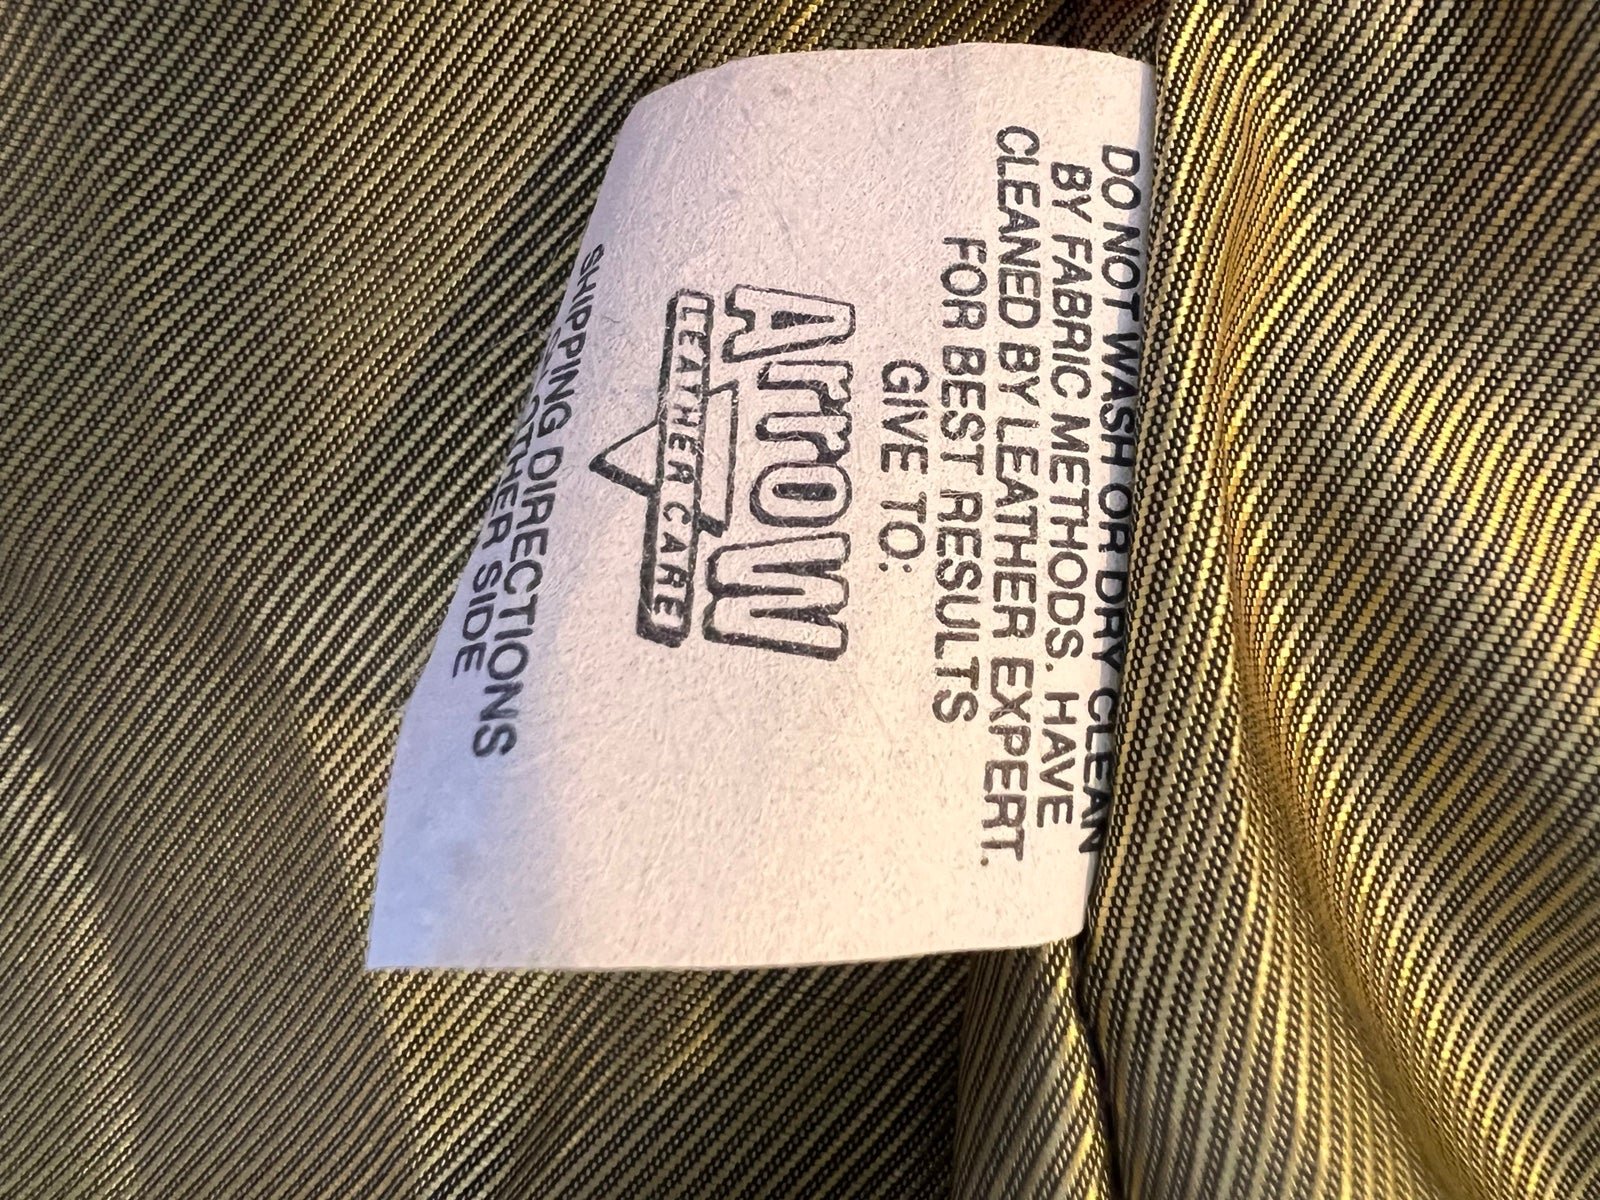 DO NOT WASH OR DRY CLEAN
BY FABRIC METHODS. HAVE
CLEANED BY LEATHER EXPERT.
FOR BEST RESULTS
GIVE TO:
Arrow
LEATHER CARE
SHIPPING DIRECTIONS
OTHER SIDE